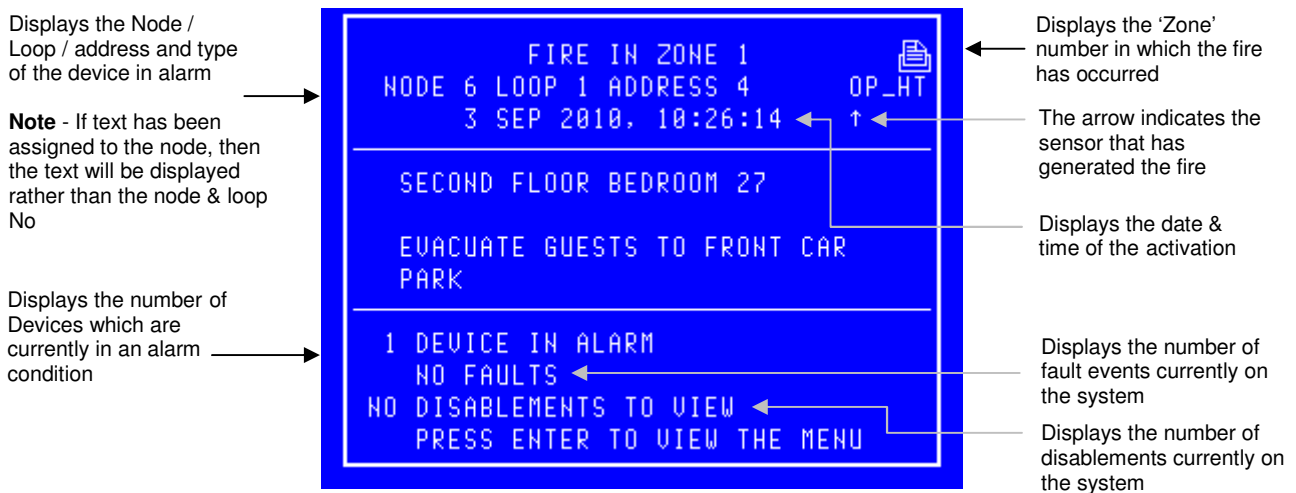 Displays the Node /
Loop / address and type
of the device in alarm
Note - If text has been
assigned to the node, then
the text will be displayed
rather than the node & loop
No
Displays the number of
Devices which are
currently in an alarm
condition
FIRE IN ZONE 1
NODE 6 LOOP 1 ADDRESS 4 OP_HT
3 SEP 2010, 10:26:14 ↑
SECOND FLOOR BEDROOM 27
EVACUATE GUESTS TO FRONT CAR
PARK
1 DEVICE IN ALARM
NO FAULTS
NO DISABLEMENTS TO VIEW
PRESS ENTER TO VIEW THE MENU
Displays the ‘Zone’
number in which the fire
has occurred
The arrow indicates the
sensor that has
generated the fire
Displays the date &
time of the activation
Displays the number of
fault events currently on
the system
Displays the number of
disablements currently on
the system